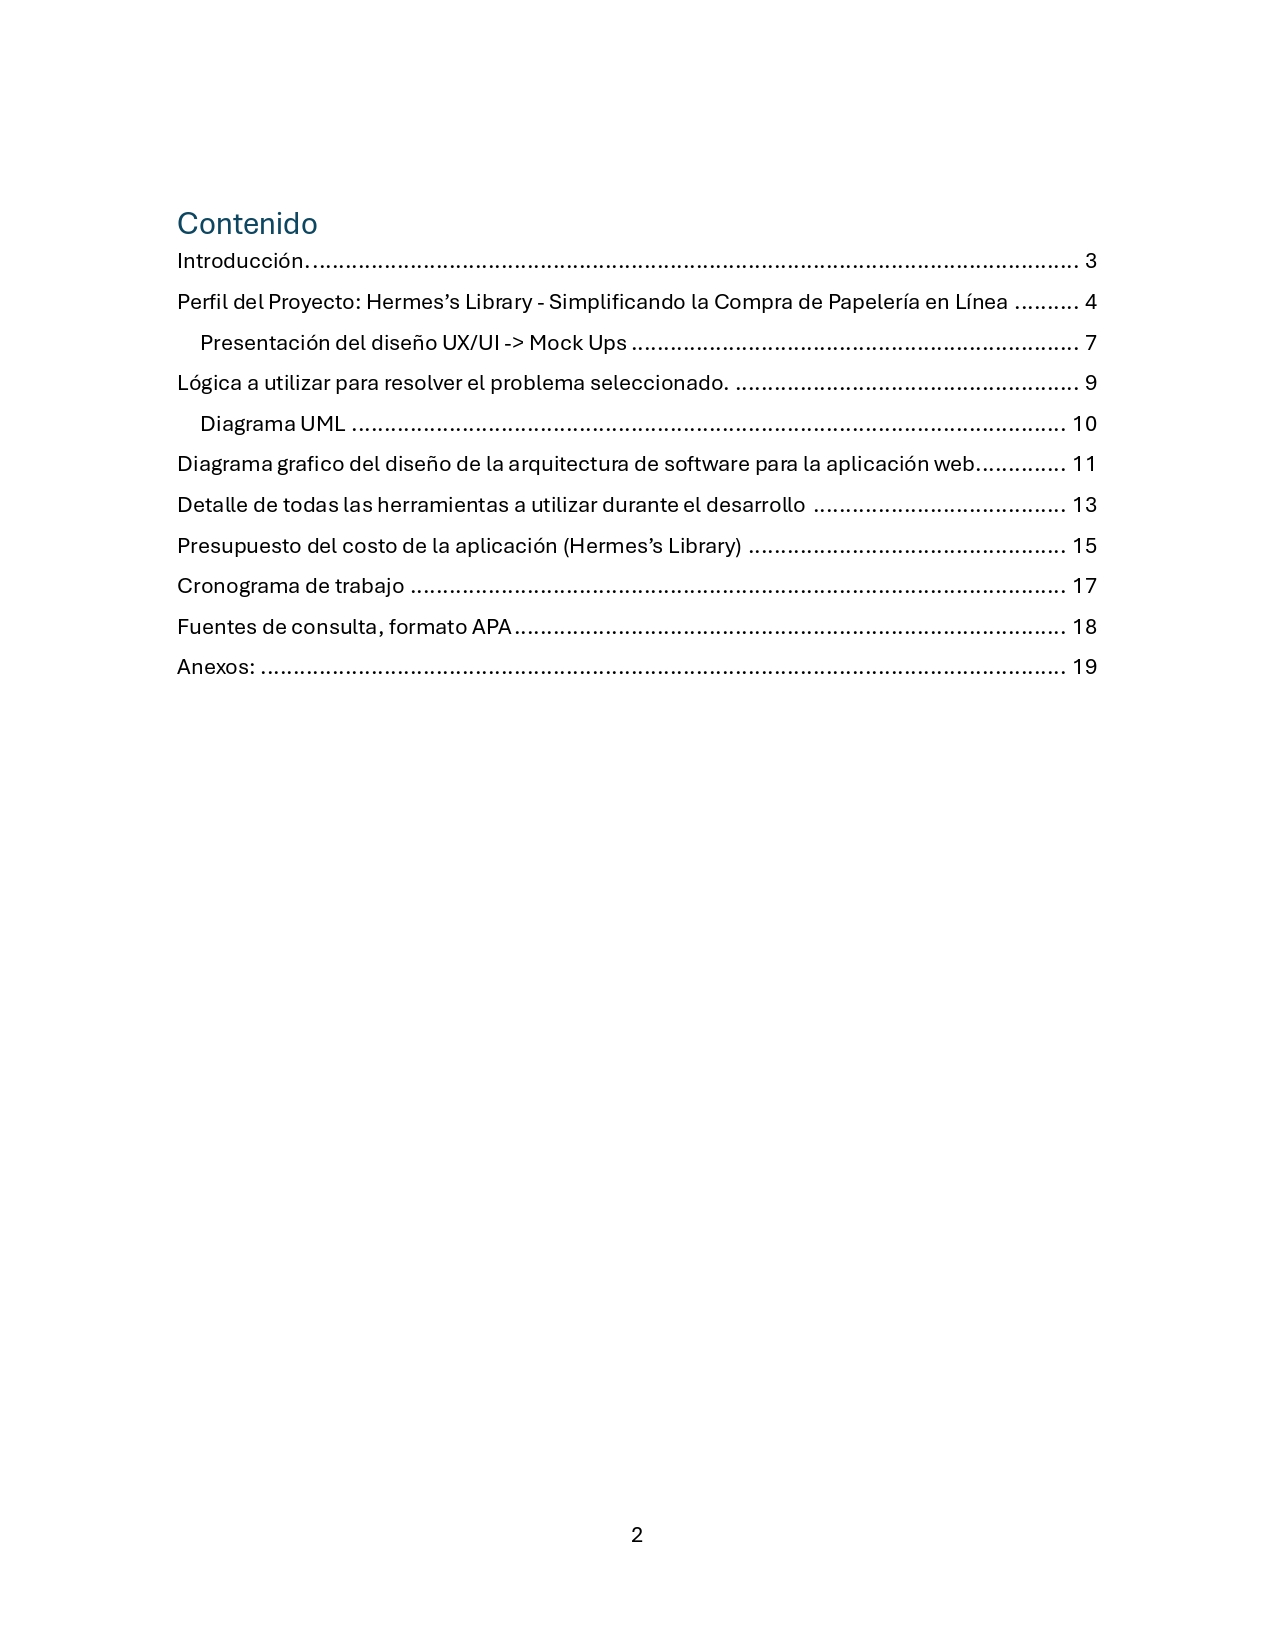 Contenido
Introducción.......................................................................................................................... 3
Perfil del Proyecto: Hermes’s Library - Simplificando la Compra de Papelería en Línea .......... 4
Presentación del diseño UX/UI -> Mock Ups ...................................................................... 7
Lógica a utilizar para resolver el problema seleccionado. ..................................................... 9
Diagrama UML ................................................................................................................ 10
Diagrama grafico del diseño de la arquitectura de software para la aplicación web.............. 11
Detalle de todas las herramientas a utilizar durante el desarrollo ....................................... 13
Presupuesto del costo de la aplicación (Hermes’s Library) ................................................. 15
Cronograma de trabajo ...................................................................................................... 17
Fuentes de consulta, formato APA...................................................................................... 18
Anexos: ............................................................................................................................. 19
2